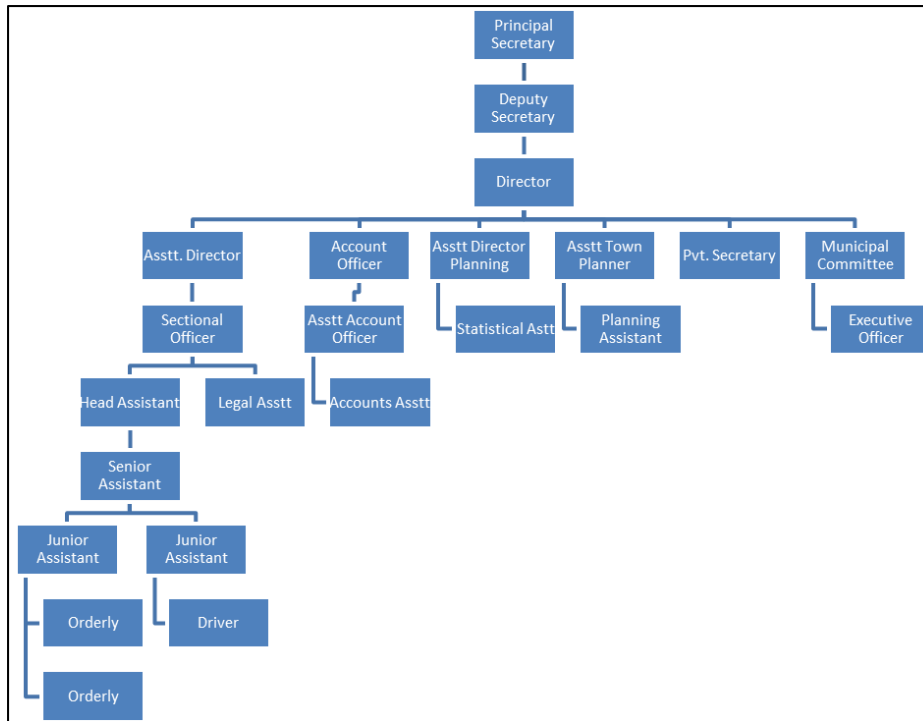 Principal
Secretary
Deputy
Secretary
Director
Asstt. Director
Account
Officer
Asstt Director
Planning
Asstt Town
Planner
Pvt. Secretary
Municipal
Committee
Sectional
Officer
Asstt Account
Officer
Statistical Astt
Planning
Assistant
Executive
Officer
Head Assistant
Legal Asstt
Accounts Asstt
Senior
Assistant
Junior
Assistant
Junior
Assistant
Orderly
Driver
Orderly